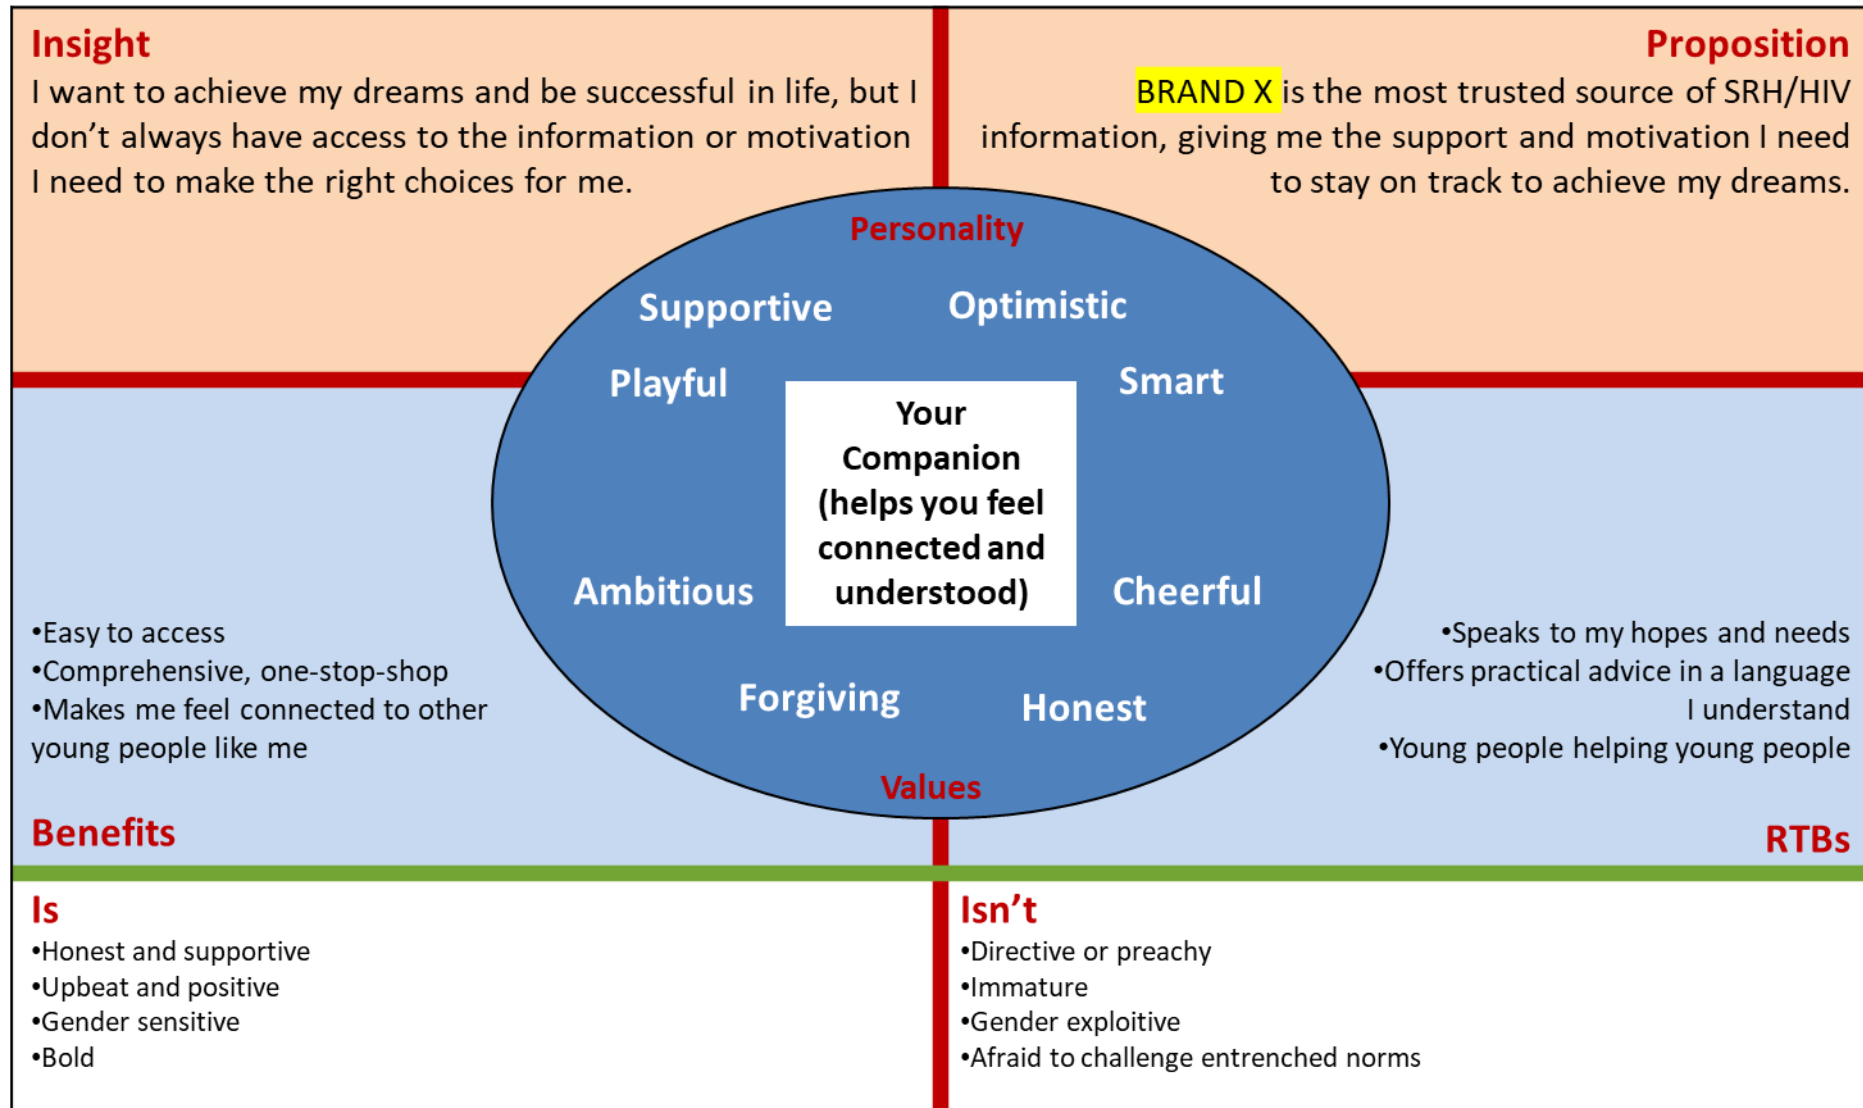 Insight
I want to achieve my dreams and be successful in life, but I
don’t always have access to the information or motivation
I need to make the right choices for me.
Proposition
BRAND X is the most trusted source of SRH/HIV
information, giving me the support and motivation I need
to stay on track to achieve my dreams.
Personality
Supportive
Optimistic
Playful
Smart
Your
Companion
(helps you feel
connected and
understood)
Ambitious
Cheerful
Forgiving
Honest
Values
•Easy to access
•Comprehensive, one-stop-shop
•Makes me feel connected to other
young people like me
Benefits
•Speaks to my hopes and needs
•Offers practical advice in a language
I understand
•Young people helping young people
RTBs
Is
•Honest and supportive
•Upbeat and positive
•Gender sensitive
•Bold
Isn’t
•Directive or preachy
•Immature
•Gender exploitive
•Afraid to challenge entrenched norms